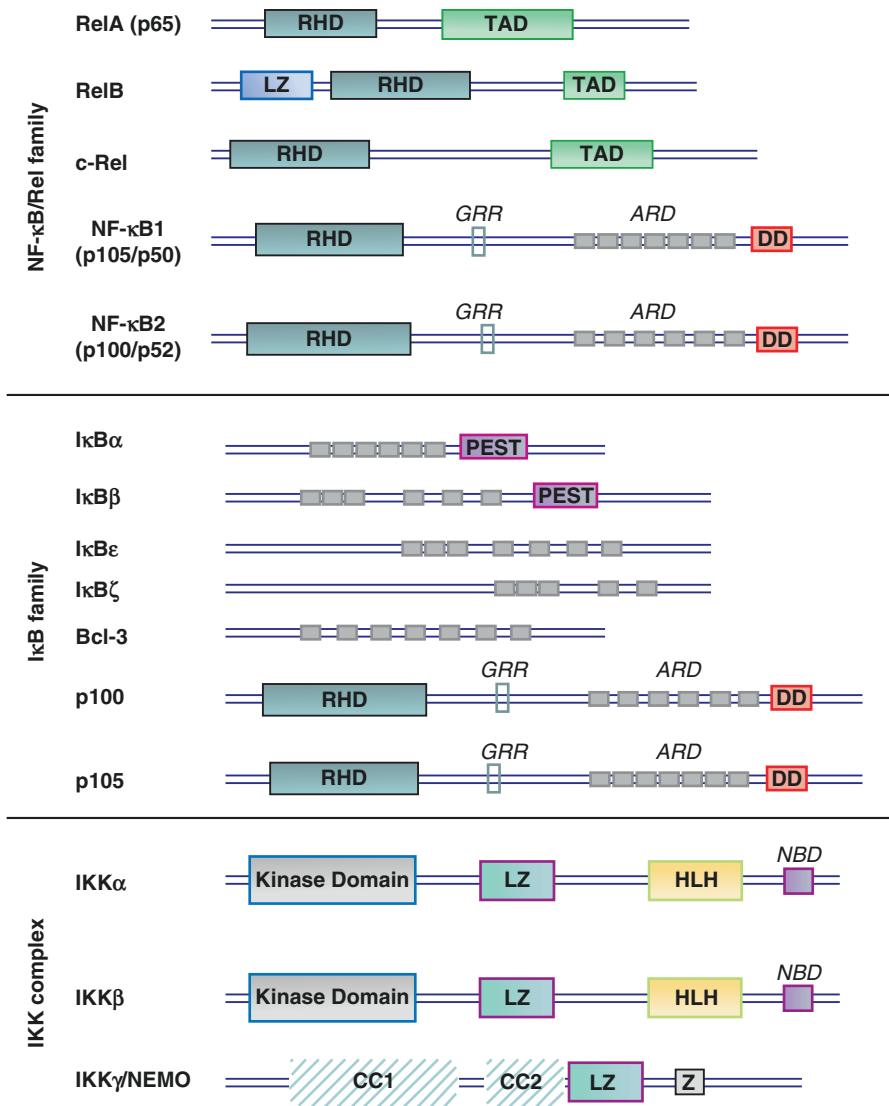 NF-κB/Rel family
RelA (p65)
RHD
TAD
RelB
LZ
RHD
TAD
c-Rel
RHD
TAD
NF-κB1
(p105/p50)
RHD
GRR
ARD
DD
NF-κB2
(p100/p52)
RHD
GRR
ARD
DD
IκB family
IκBα
PEST
IκBβ
PEST
IκBε
IκBζ
Bcl-3
p100
RHD
GRR
ARD
DD
p105
RHD
GRR
ARD
DD
IKK complex
IKKα
Kinase Domain
LZ
HLH
NBD
IKKβ
Kinase Domain
LZ
HLH
NBD
IKKγ/NEMO
CC1
CC2
LZ
Z